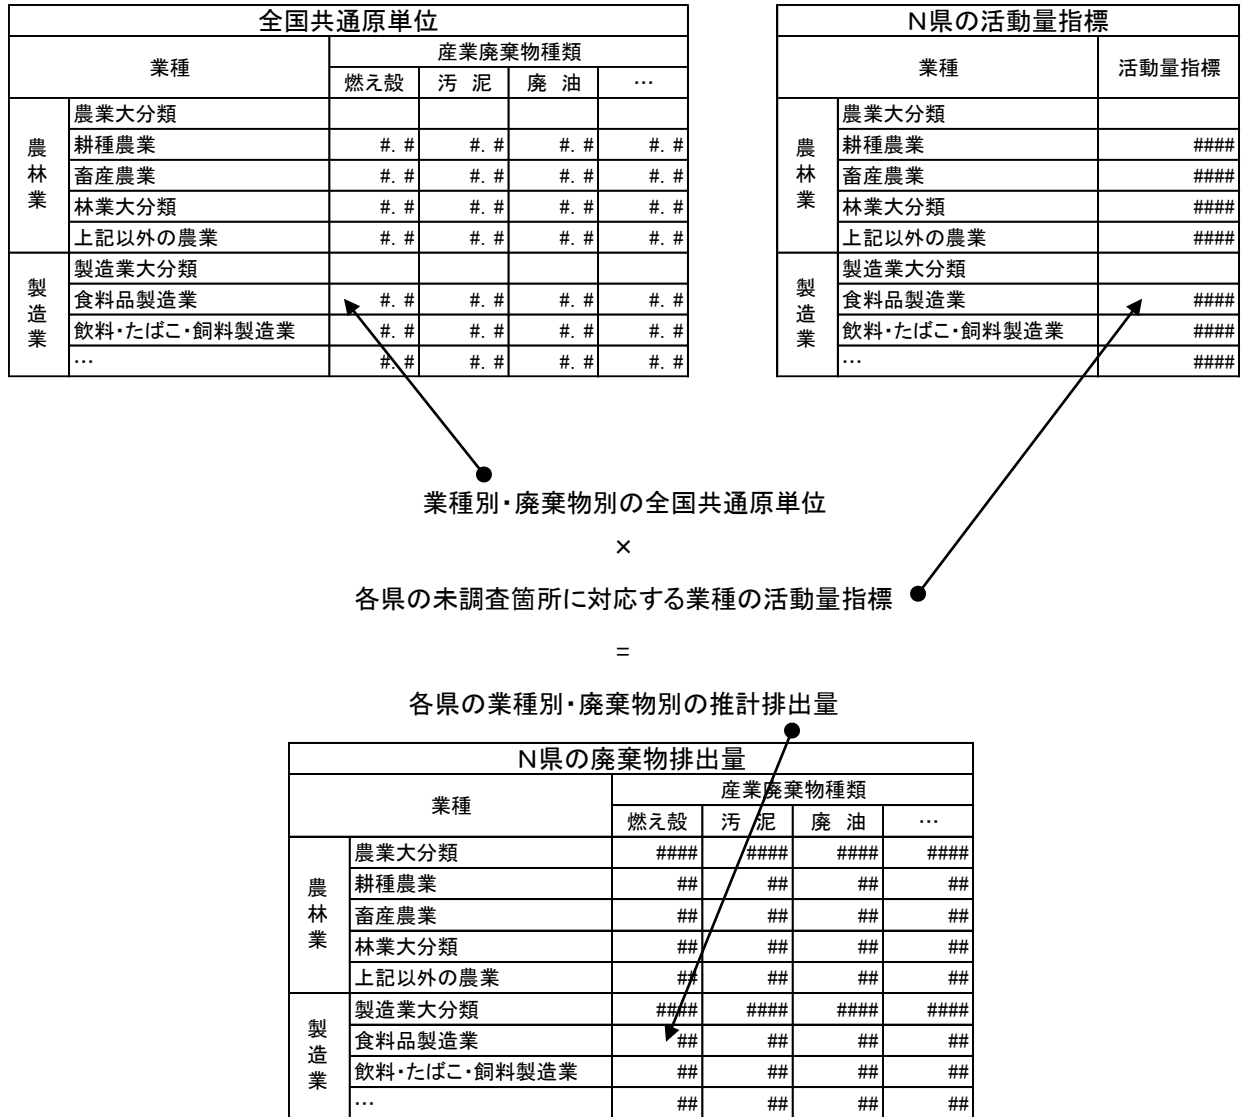 全国共通原単位
業種 産業廃棄物種類
燃え殻 汚 泥 廃 油 …
農林業 農業大分類
耕種農業 #. # #. # #. # #. #
畜産農業 #. # #. # #. # #. #
林業大分類 #. # #. # #. # #. #
上記以外の農業 #. # #. # #. # #. #
製造業 製造業大分類
食料品製造業 #. # #. # #. # #. #
飲料・たばこ・飼料製造業 #. # #. # #. # #. #
… #. # #. # #. # #. #
N県の活動量指標
業種 活動量指標
農林業 農業大分類
耕種農業 ####
畜産農業 ####
林業大分類 ####
上記以外の農業 ####
製造業 製造業大分類
食料品製造業 ####
飲料・たばこ・飼料製造業 ####
… ####
業種別・廃棄物別の全国共通原単位
×
各県の未調査箇所に対応する業種の活動量指標
=
各県の業種別・廃棄物別の推計排出量
N県の廃棄物排出量
業種 産業廃棄物種類
燃え殻 汚 泥 廃 油 …
農林業 農業大分類 #### #### #### ####
耕種農業 ## ## ## ##
畜産農業 ## ## ## ##
林業大分類 ## ## ## ##
上記以外の農業 ## ## ## ##
製造業 製造業大分類 #### #### #### ####
食料品製造業 ## ## ## ##
飲料・たばこ・飼料製造業 ## ## ## ##
… ## ## ## ##